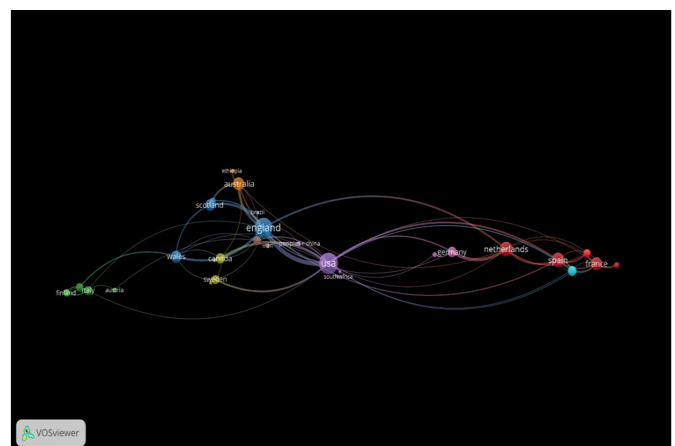 ethiopia
australia
scotland
brazil
england
iran
peoples r china
wales
canada
usa
germany
netherlands
spain
france
sweden
south africa
finland
italy
austria
VOSviewer